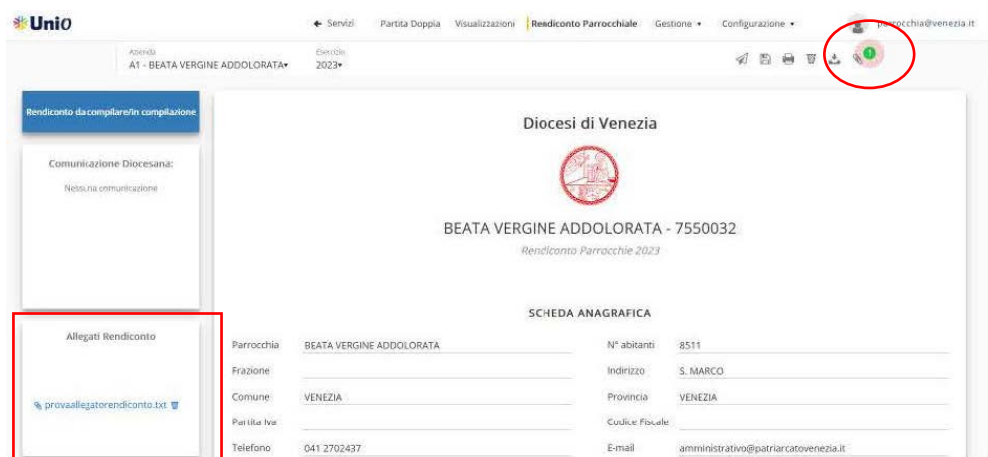 UniO
Servizi Partita Doppia Visualizzazioni Rendiconto Parrocchiale Gestione Configurazione parrocchia@venezia.it
Azienda Esercizio
A1 - BEATA VERGINE ADDOLORATA 2023
1
Rendiconto da compilare/in compilazione
Comunicazione Diocesana:
Nessuna comunicazione
Allegati Rendiconto
provaallegatorendiconto.txt
Diocesi di Venezia
BEATA VERGINE ADDOLORATA - 7550032
Rendiconto Parrocchie 2023
SCHEDA ANAGRAFICA
Parrocchia BEATA VERGINE ADDOLORATA N° abitanti 8511
Frazione Indirizzo S. MARCO
Comune VENEZIA Provincia VENEZIA
Partita Iva Codice Fiscale
Telefono 041 2702437 E-mail amministrativo@patriarcatovenezia.it